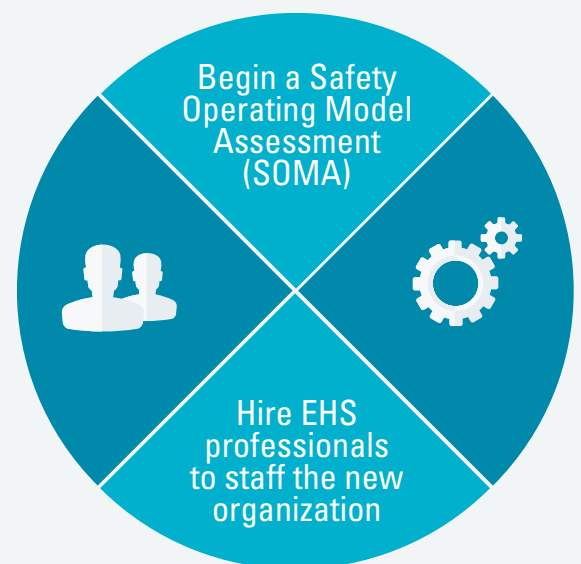 Begin a Safety
Operating Model
Assessment
(SOMA)
Hire EHS
professionals
to staff the new
organization